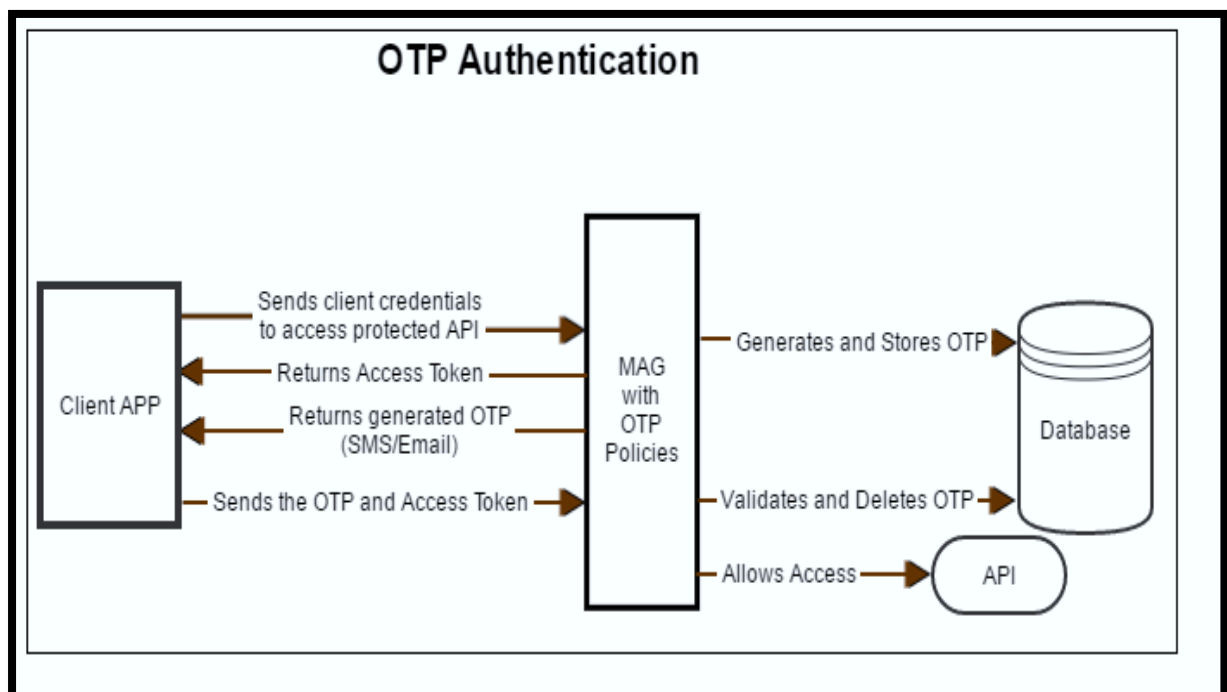 OTP Authentication
Sends client credentials
to access protected API
Returns Access Token
Returns generated OTP
(SMS/Email)
Sends the OTP and Access Token
Client APP
MAG
with
OTP
Policies
Generates and Stores OTP
Database
Validates and Deletes OTP
Allows Access
API